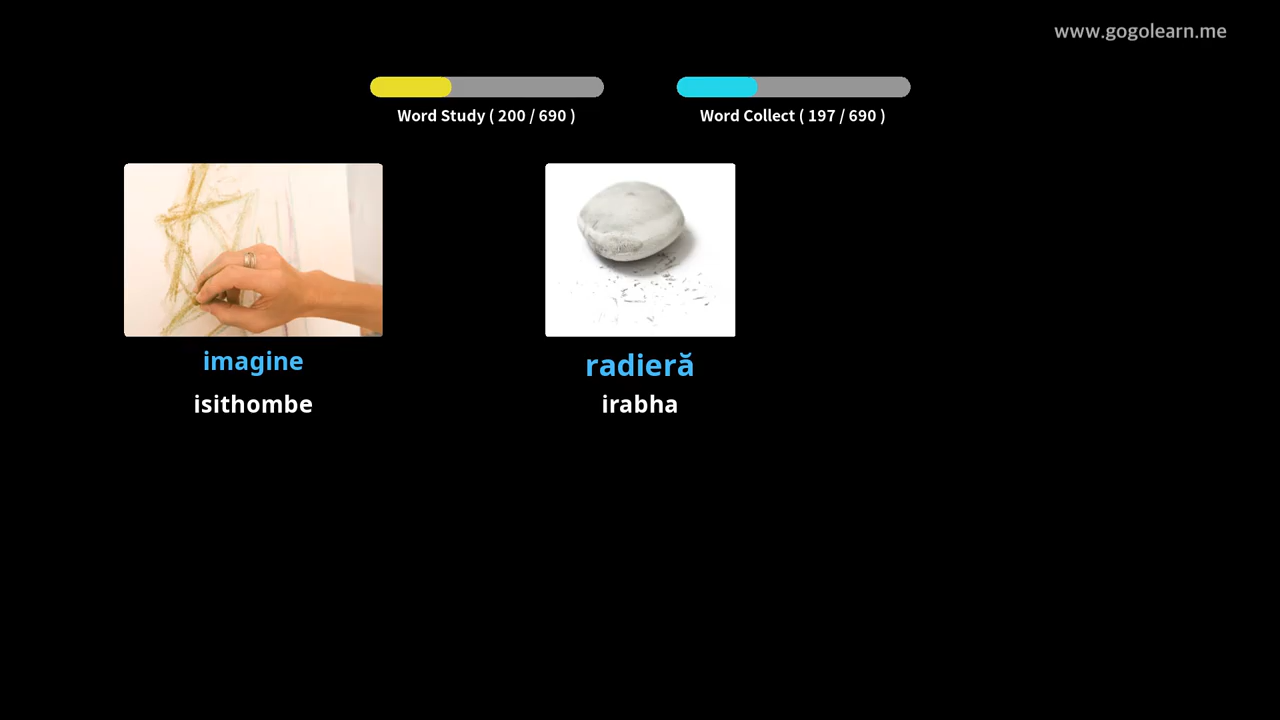 www.gogolearn.me
Word Study ( 200 / 690 )
Word Collect ( 197 / 690 )
imagine
isithombe
radieră
irabha